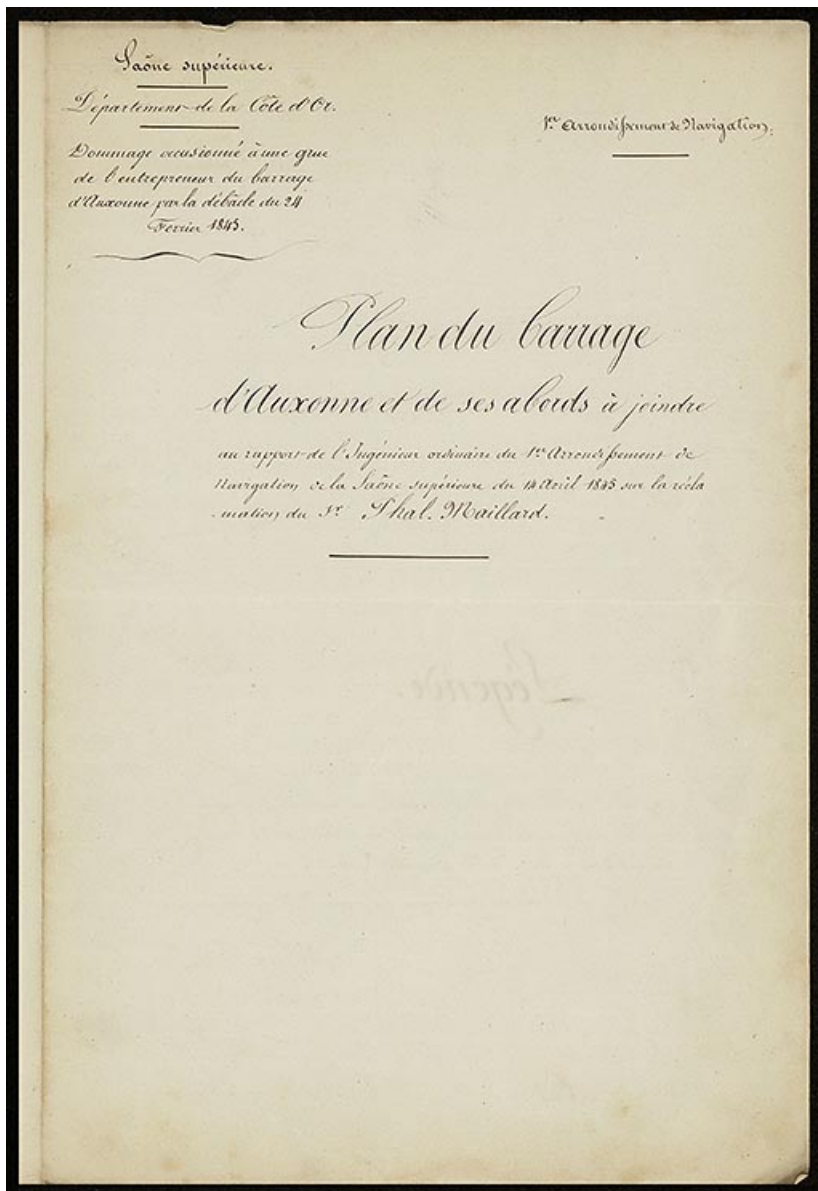 Saône supérieure.
Département de la Côte d'Or.
1er Arrondissement de Navigation.
Dommage occasionné à une grue
de l'entrepreneur du barrage
d'Auxonne par la débâcle du 24
Février 1845.
Plan du barrage
d'Auxonne et de ses abords à joindre
au rapport de l'Ingénieur ordinaire du 1er Arrondissement de
Navigation de la Saône supérieure du 14 Avril 1845 sur la récla
-mation du Sr Phal. Maillard.
Légende.